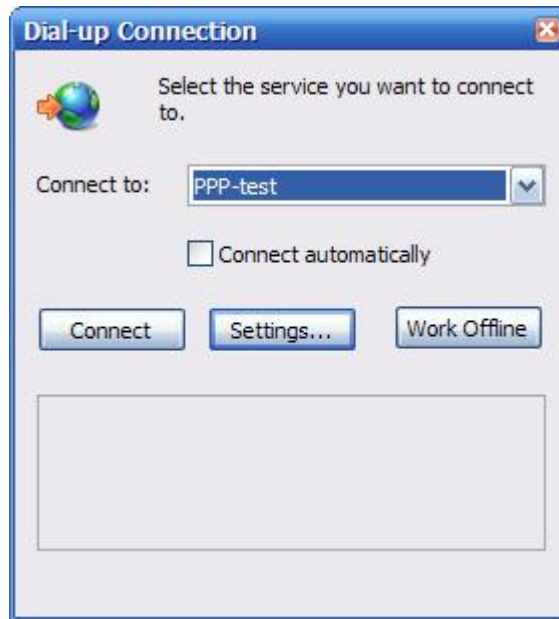 Dial-up Connection
Select the service you want to connect
to.
Connect to: PPP-test
Connect automatically
Connect Settings... Work Offline